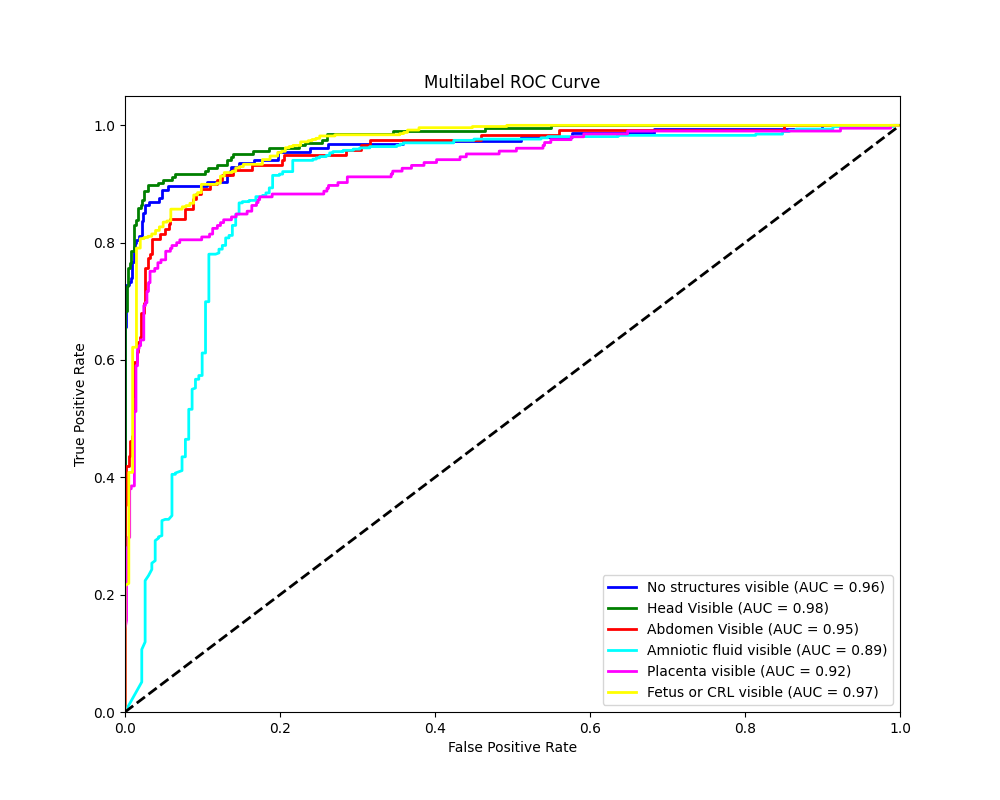 Multilabel ROC Curve
1.0
0.8
0.6
0.4
0.2
0.0
True Positive Rate
0.0 0.2 0.4 0.6 0.8 1.0
False Positive Rate
No structures visible (AUC = 0.96)
Head Visible (AUC = 0.98)
Abdomen Visible (AUC = 0.95)
Amniotic fluid visible (AUC = 0.89)
Placenta visible (AUC = 0.92)
Fetus or CRL visible (AUC = 0.97)